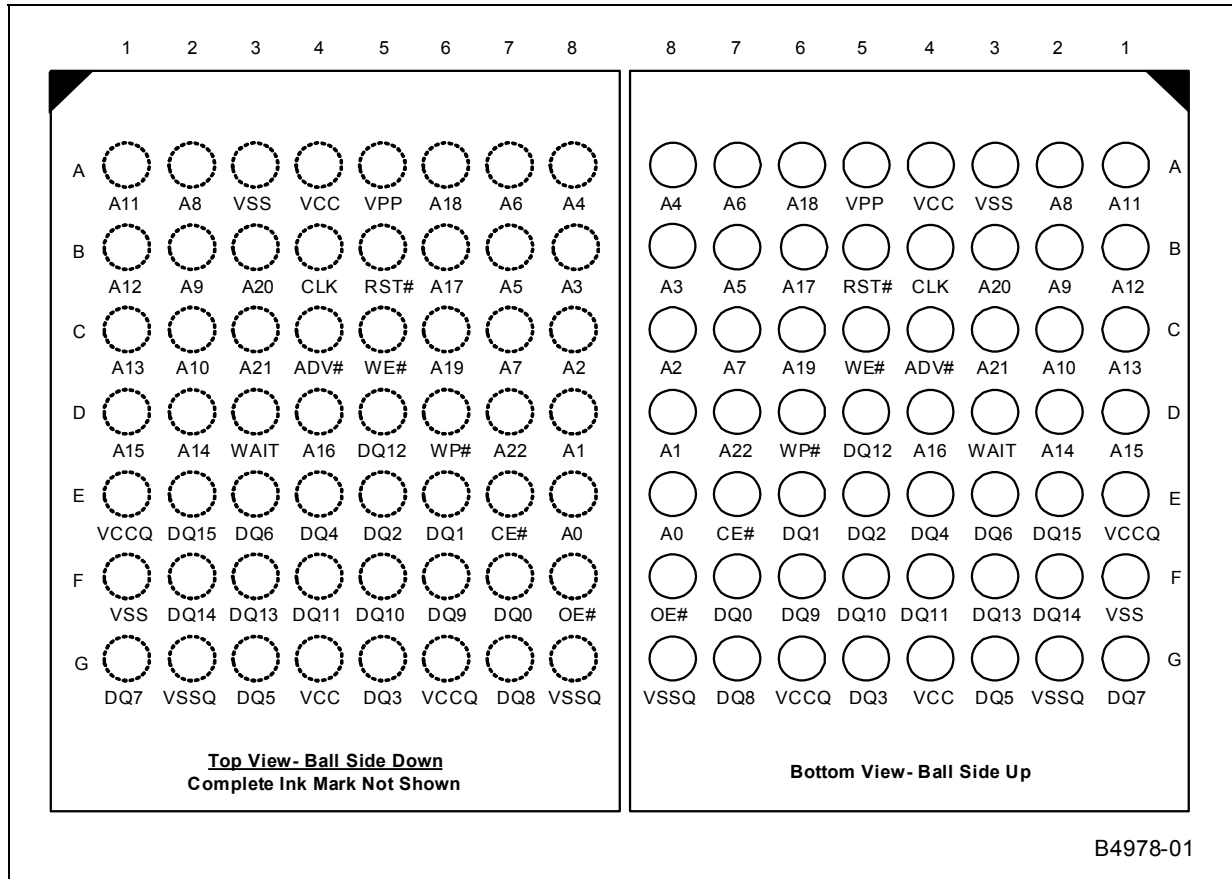 1 2 3 4 5 6 7 8 8 7 6 5 4 3 2 1
A A
A11 A8 VSS VCC VPP A18 A6 A4 A4 A6 A18 VPP VCC VSS A8 A11
B B
A12 A9 A20 CLK RST# A17 A5 A3 A3 A5 A17 RST# CLK A20 A9 A12
C C
A13 A10 A21 ADV# WE# A19 A7 A2 A2 A7 A19 WE# ADV# A21 A10 A13
D D
A15 A14 WAIT A16 DQ12 WP# A22 A1 A1 A22 WP# DQ12 A16 WAIT A14 A15
E E
VCCQ DQ15 DQ6 DQ4 DQ2 DQ1 CE# A0 A0 CE# DQ1 DQ2 DQ4 DQ6 DQ15 VCCQ
F F
VSS DQ14 DQ13 DQ11 DQ10 DQ9 DQ0 OE# OE# DQ0 DQ9 DQ10 DQ11 DQ13 DQ14 VSS
G G
DQ7 VSSQ DQ5 VCC DQ3 VCCQ DQ8 VSSQ VSSQ DQ8 VCCQ DQ3 VCC DQ5 VSSQ DQ7
Top View- Ball Side Down
Complete Ink Mark Not Shown
Bottom View- Ball Side Up
B4978-01